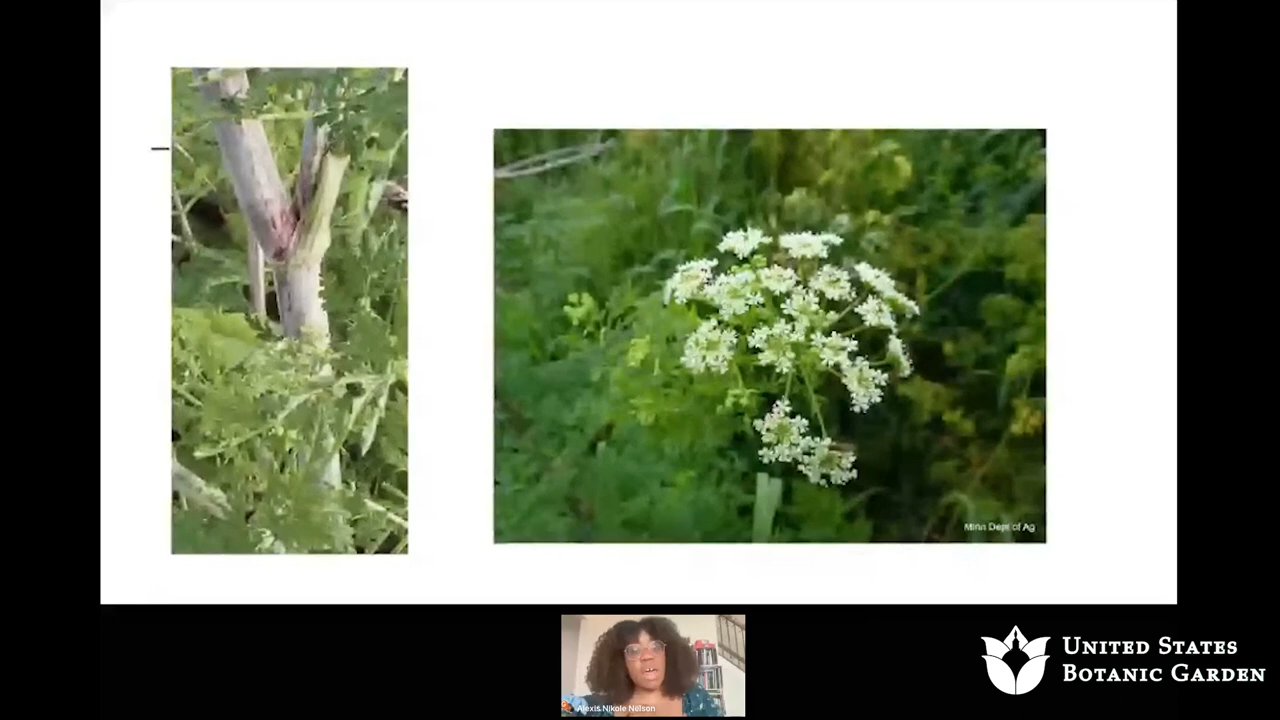 Minn Dept of Ag
Alexis Nikole Nelson
UNITED STATES
BOTANIC GARDEN